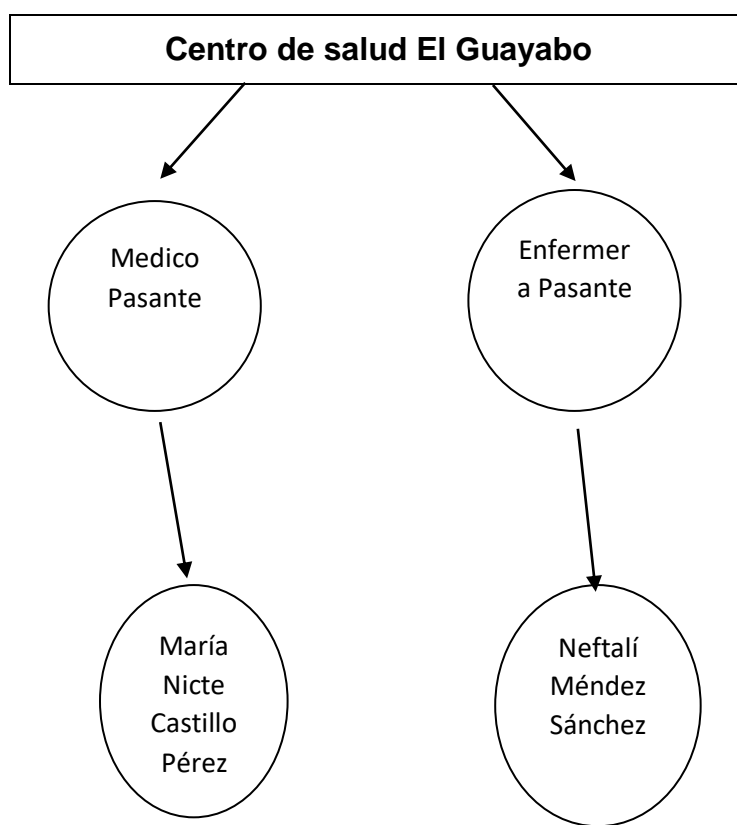 Centro de salud El Guayabo
Medico
Pasante
Enfermer
a Pasante
María
Nicte
Castillo
Pérez
Neftalí
Méndez
Sánchez